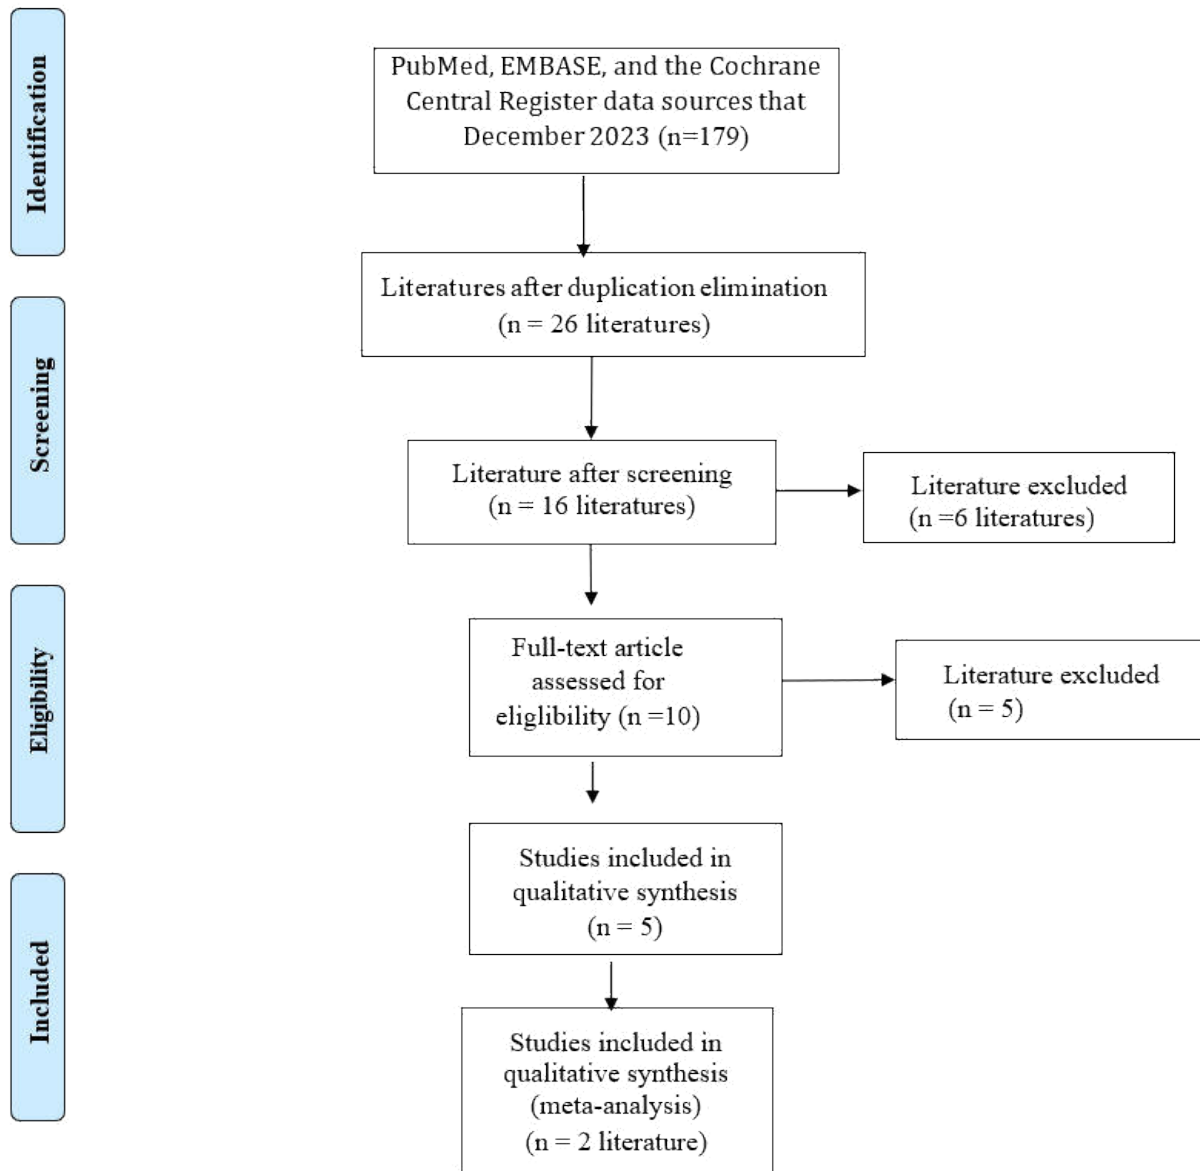 Identification
PubMed, EMBASE, and the Cochrane
Central Register data sources that
December 2023 (n=179)
Literatures after duplication elimination
(n = 26 literatures)
Screening
Literature after screening
(n = 16 literatures)
Literature excluded
(n =6 literatures)
Eligibility
Full-text article
assessed for
eliglibility (n =10)
Literature excluded
(n = 5)
Studies included in
qualitative synthesis
(n = 5)
Included
Studies included in
qualitative synthesis
(meta-analysis)
(n = 2 literature)